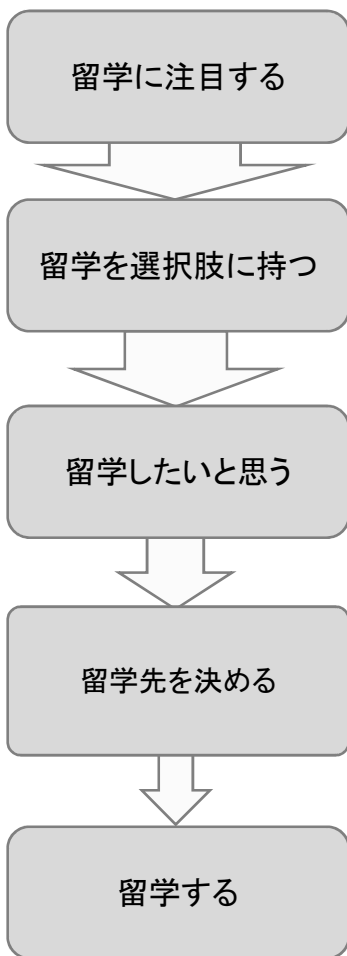 留学に注目する
留学を選択肢に持つ
留学したいと思う
留学先を決める
留学する